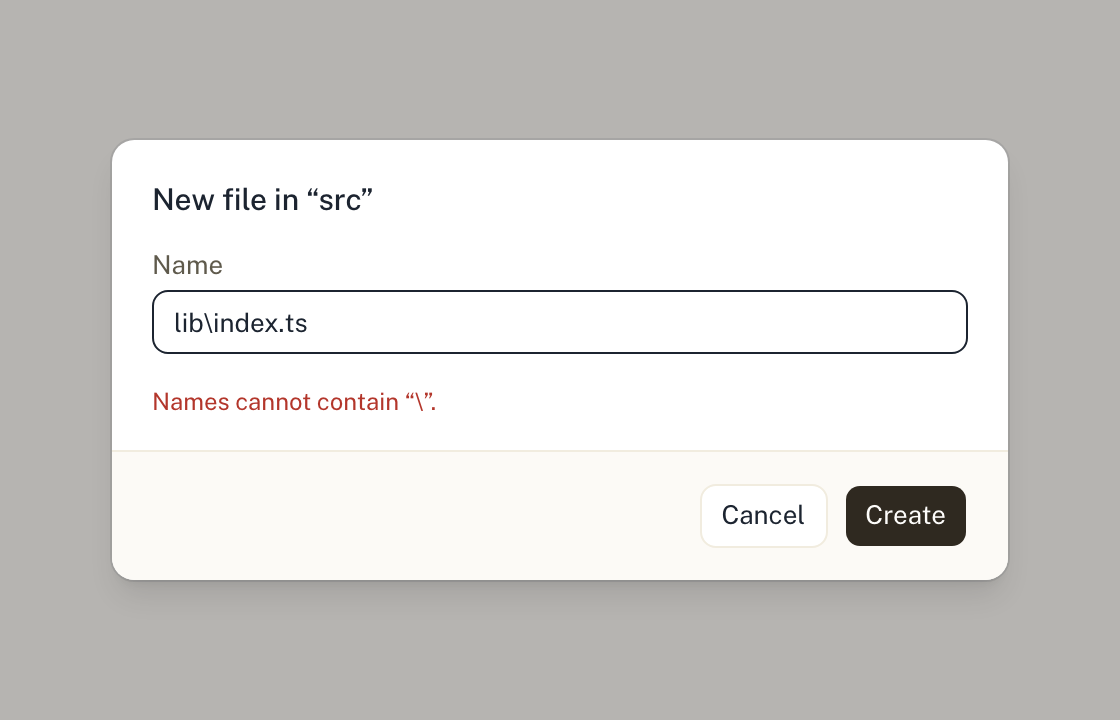 New file in “src”
Name
lib\index.ts
Names cannot contain “\”.
Cancel
Create